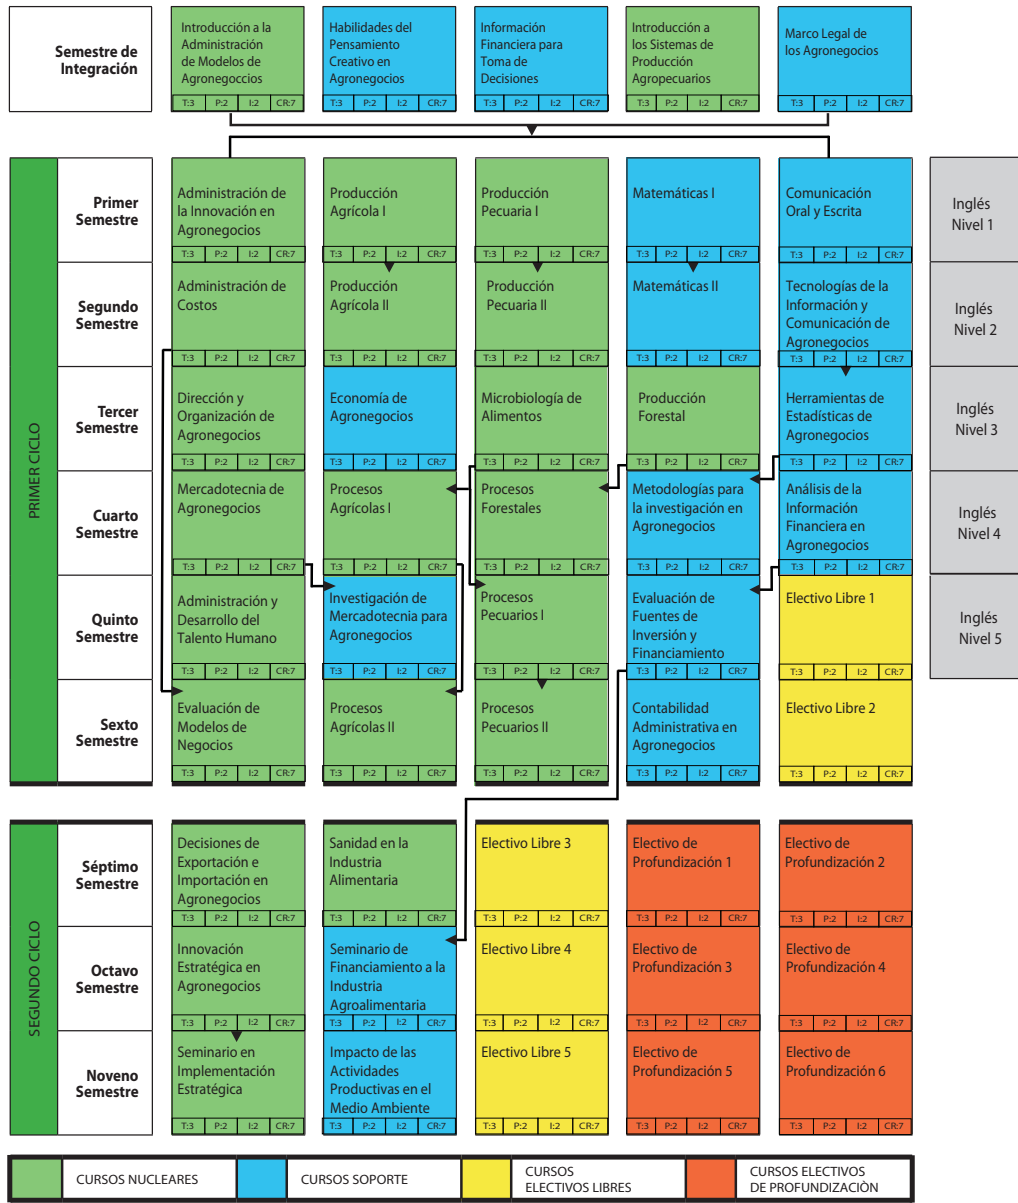 Semestre de
Integración
Introducción a la
Administración
de Modelos de
Agronegoccios
T:3 P:2 I:2 CR:7
Habilidades del
Pensamiento
Creativo en
Agronegocios
T:3 P:2 I:2 CR:7
Información
Financiera para
Toma de
Decisiones
T:3 P:2 I:2 CR:7
Introducción a
los Sistemas de
Producción
Agropecuarios
T:3 P:2 I:2 CR:7
Marco Legal de
los Agronegocios
T:3 P:2 I:2 CR:7
PRIMER CICLO
Primer
Semestre
Administración de
la Innovación en
Agronegocios
T:3 P:2 I:2 CR:7
Producción
Agrícola I
T:3 P:2 I:2 CR:7
Producción
Pecuaria I
T:3 P:2 I:2 CR:7
Matemáticas I
T:3 P:2 I:2 CR:7
Comunicación
Oral y Escrita
T:3 P:2 I:2 CR:7
Inglés
Nivel 1
Segundo
Semestre
Administración de
Costos
T:3 P:2 I:2 CR:7
Producción
Agrícola II
T:3 P:2 I:2 CR:7
Producción
Pecuaria II
T:3 P:2 I:2 CR:7
Matemáticas II
T:3 P:2 I:2 CR:7
Tecnologías de la
Información y
Comunicación de
Agronegocios
T:3 P:2 I:2 CR:7
Inglés
Nivel 2
Tercer
Semestre
Dirección y
Organización de
Agronegocios
T:3 P:2 I:2 CR:7
Economía de
Agronegocios
T:3 P:2 I:2 CR:7
Microbiología de
Alimentos
T:3 P:2 I:2 CR:7
Producción
Forestal
T:3 P:2 I:2 CR:7
Herramientas de
Estadísticas de
Agronegocios
T:3 P:2 I:2 CR:7
Inglés
Nivel 3
Cuarto
Semestre
Mercadotecnia de
Agronegocios
T:3 P:2 I:2 CR:7
Procesos
Agrícolas I
T:3 P:2 I:2 CR:7
Procesos
Forestales
T:3 P:2 I:2 CR:7
Metodologías para
la investigación en
Agronegocios
T:3 P:2 I:2 CR:7
Análisis de la
Información
Financiera en
Agronegocios
T:3 P:2 I:2 CR:7
Inglés
Nivel 4
Quinto
Semestre
Administración y
Desarrollo del
Talento Humano
T:3 P:2 I:2 CR:7
Investigación de
Mercadotecnia para
Agronegocios
T:3 P:2 I:2 CR:7
Procesos
Pecuarios I
T:3 P:2 I:2 CR:7
Evaluación de
Fuentes de
Inversión y
Financiamiento
T:3 P:2 I:2 CR:7
Electivo Libre 1
T:3 P:2 I:2 CR:7
Inglés
Nivel 5
Sexto
Semestre
Evaluación de
Modelos de
Negocios
T:3 P:2 I:2 CR:7
Procesos
Agrícolas II
T:3 P:2 I:2 CR:7
Procesos
Pecuarios II
T:3 P:2 I:2 CR:7
Contabilidad
Administrativa en
Agronegocios
T:3 P:2 I:2 CR:7
Electivo Libre 2
T:3 P:2 I:2 CR:7
SEGUNDO CICLO
Séptimo
Semestre
Decisiones de
Exportación e
Importación en
Agronegocios
T:3 P:2 I:2 CR:7
Sanidad en la
Industria
Alimentaria
T:3 P:2 I:2 CR:7
Electivo Libre 3
T:3 P:2 I:2 CR:7
Electivo de
Profundización 1
T:3 P:2 I:2 CR:7
Electivo de
Profundización 2
T:3 P:2 I:2 CR:7
Octavo
Semestre
Innovación
Estratégica en
Agronegocios
T:3 P:2 I:2 CR:7
Seminario de
Financiamiento a la
Industria
Agroalimentaria
T:3 P:2 I:2 CR:7
Electivo Libre 4
T:3 P:2 I:2 CR:7
Electivo de
Profundización 3
T:3 P:2 I:2 CR:7
Electivo de
Profundización 4
T:3 P:2 I:2 CR:7
Noveno
Semestre
Seminario en
Implementación
Estratégica
T:3 P:2 I:2 CR:7
Impacto de las
Actividades
Productivas en el
Medio Ambiente
T:3 P:2 I:2 CR:7
Electivo Libre 5
T:3 P:2 I:2 CR:7
Electivo de
Profundización 5
T:3 P:2 I:2 CR:7
Electivo de
Profundización 6
T:3 P:2 I:2 CR:7
CURSOS NUCLEARES
CURSOS SOPORTE
CURSOS
ELECTIVOS LIBRES
CURSOS ELECTIVOS
DE PROFUNDIZACIÒN